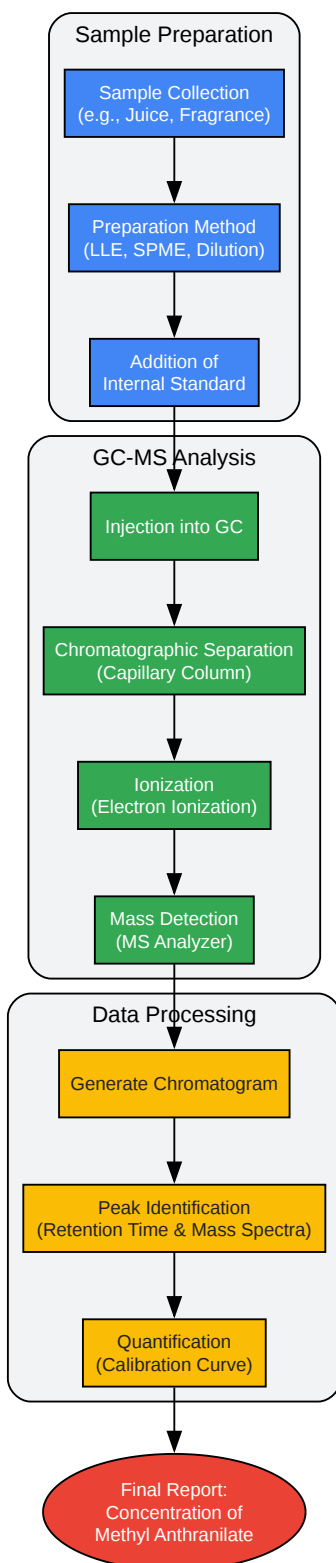 Sample Preparation
Sample Collection
(e.g., Juice, Fragrance)
Preparation Method
(LLE, SPME, Dilution)
Addition of
Internal Standard
GC-MS Analysis
Injection into GC
Chromatographic Separation
(Capillary Column)
Ionization
(Electron Ionization)
Mass Detection
(MS Analyzer)
Data Processing
Generate Chromatogram
Peak Identification
(Retention Time & Mass Spectra)
Quantification
(Calibration Curve)
Final Report:
Concentration of
Methyl Anthranilate